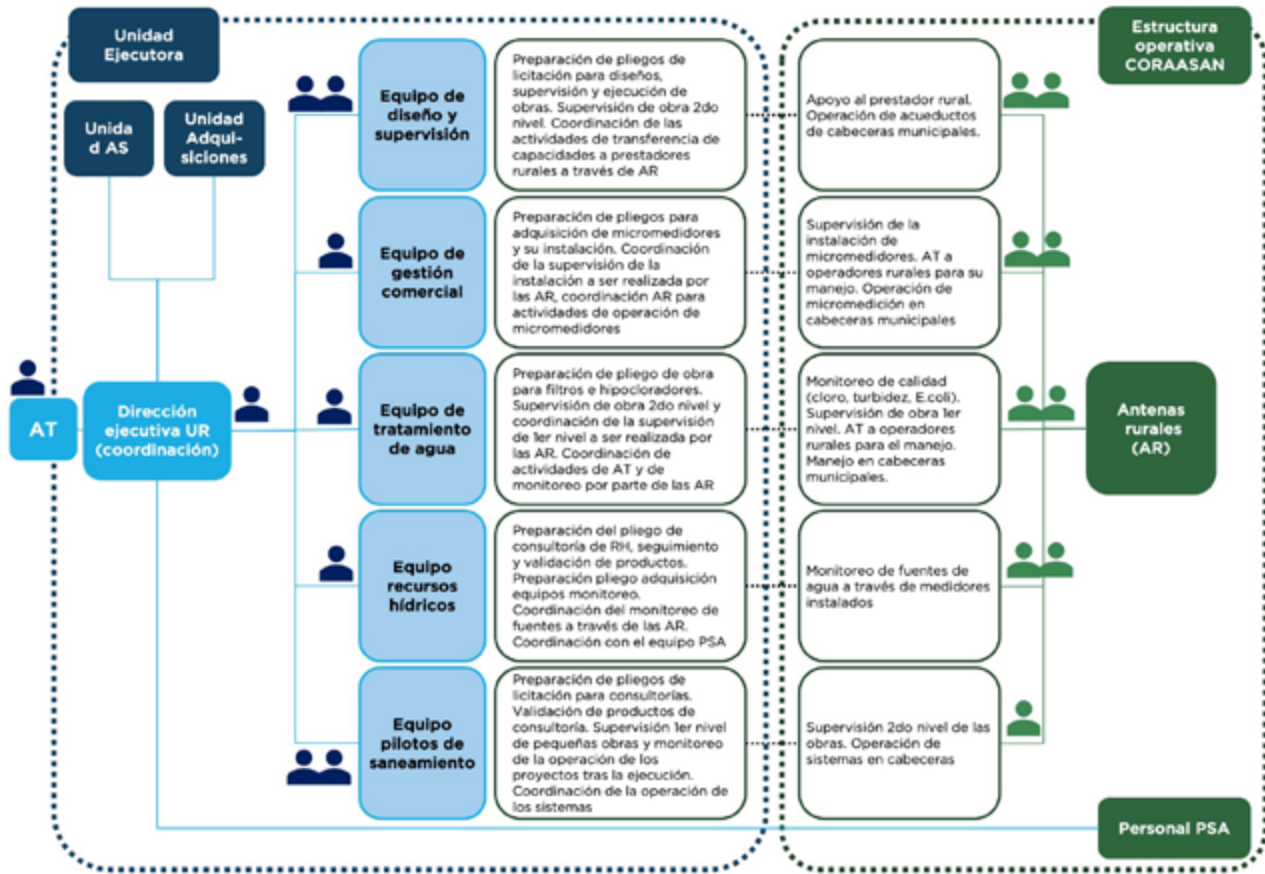 Unidad
Ejecutora
Unida
d AS
Unidad
Adqui-
siciones
AT
Dirección
ejecutiva UR
(coordinación)
Equipo de
diseño y
supervisión
Preparación de pliegos de
licitación para diseños,
supervisión y ejecución de
obras. Supervisión de obra 2do
nivel. Coordinación de las
actividades de transferencia de
capacidades a prestadores
rurales a través de AR
Apoyo al prestador rural.
Operación de acueductos
de cabeceras municipales.
Equipo de
gestión
comercial
Preparación de pliegos para
adquisición de micromedidores
y su instalación. Coordinación
de la supervisión de la
instalación a ser realizada por
las AR, coordinación AR para
actividades de operación de
micromedidores
Supervisión de la
instalación de
micromedidores. AT a
operadores rurales para su
manejo. Operación de
micromedición en
cabeceras municipales
Equipo de
tratamiento
de agua
Preparación de pliego de obra
para filtros e hipocloradores.
Supervisión de obra 2do nivel y
coordinación de la supervisión
de 1er nivel a ser realizada por
las AR. Coordinación de
actividades de AT y de
monitoreo por parte de las AR
Monitoreo de calidad
(cloro, turbidez, E.coli).
Supervisión de obra 1er
nivel. AT a operadores
rurales para el manejo.
Manejo en cabeceras
municipales.
Equipo
recursos
hídricos
Preparación del pliego de
consultoría de RH, seguimiento
y validación de productos.
Preparación pliego adquisición
equipos monitoreo.
Coordinación del monitoreo de
fuentes a través de las AR.
Coordinación con el equipo PSA
Monitoreo de fuentes de
agua a través de medidores
instalados
Equipo
pilotos de
saneamiento
Preparación de pliegos de
licitación para consultorías.
Validación de productos de
consultoría. Supervisión 1er nivel
de pequeñas obras y monitoreo
de la operación de los
proyectos tras la ejecución.
Coordinación de la operación de
los sistemas
Supervisión 2do nivel de las
obras. Operación de
sistemas en cabeceras
Estructura
operativa
CORAASAN
Antenas
rurales
(AR)
Personal PSA